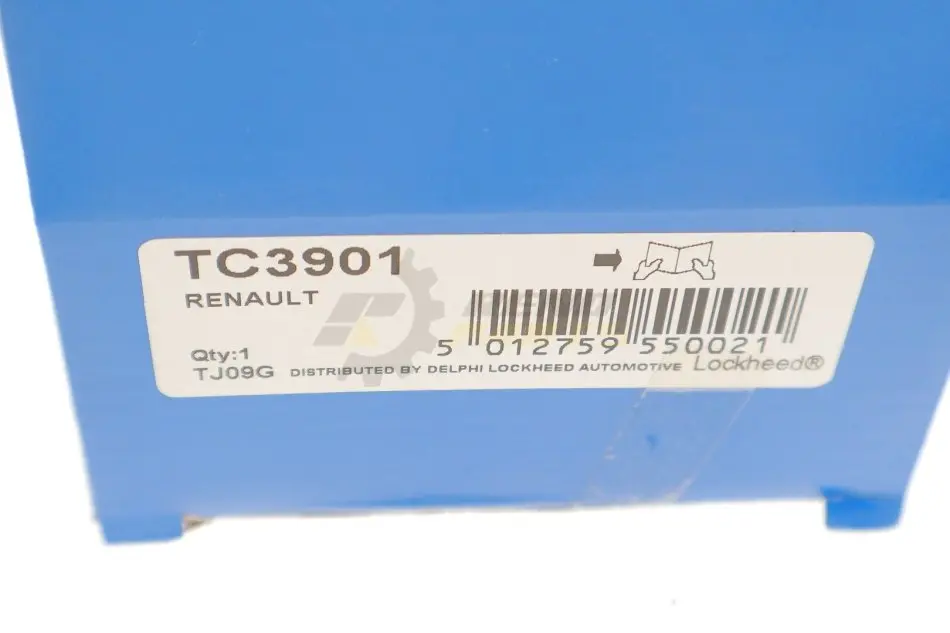 TC3901
RENAULT
5 012759 550021
Qty:1
TJ09G DISTRIBUTED BY DELPHI LOCKHEED AUTOMOTIVE Lockheed®